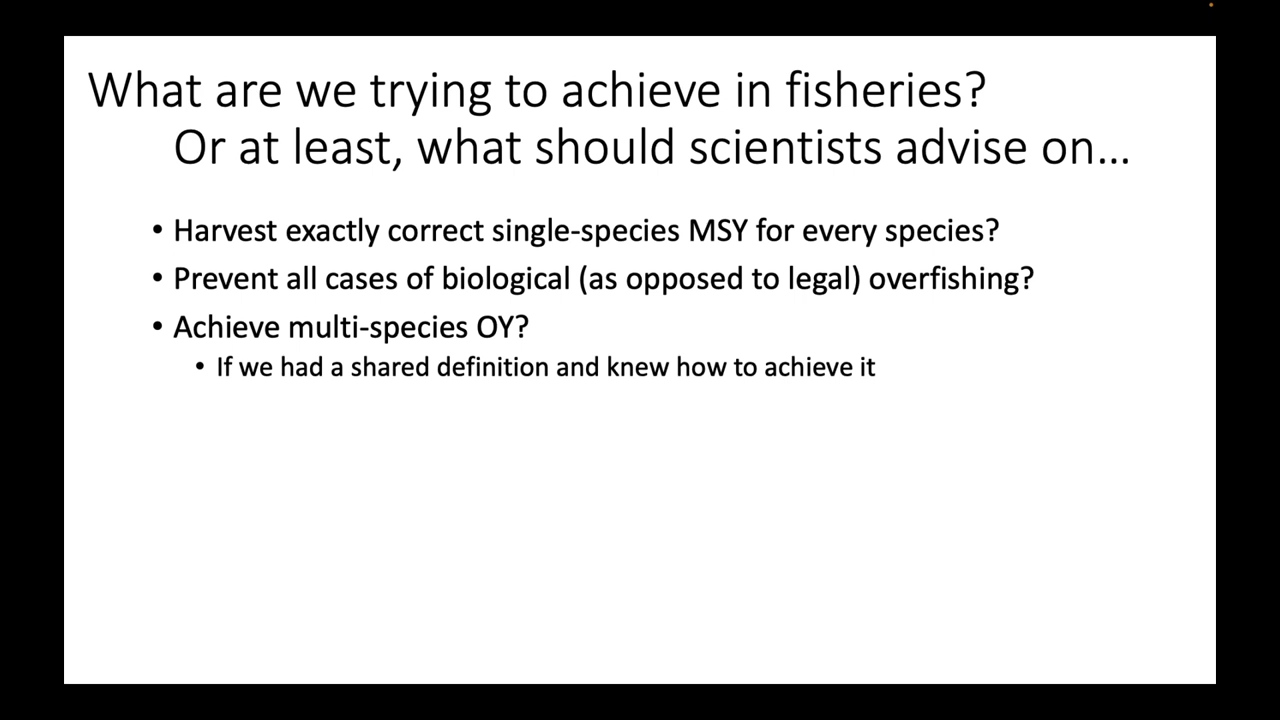 What are we trying to achieve in fisheries?
Or at least, what should scientists advise on...
• Harvest exactly correct single-species MSY for every species?
• Prevent all cases of biological (as opposed to legal) overfishing?
• Achieve multi-species OY?
• If we had a shared definition and knew how to achieve it